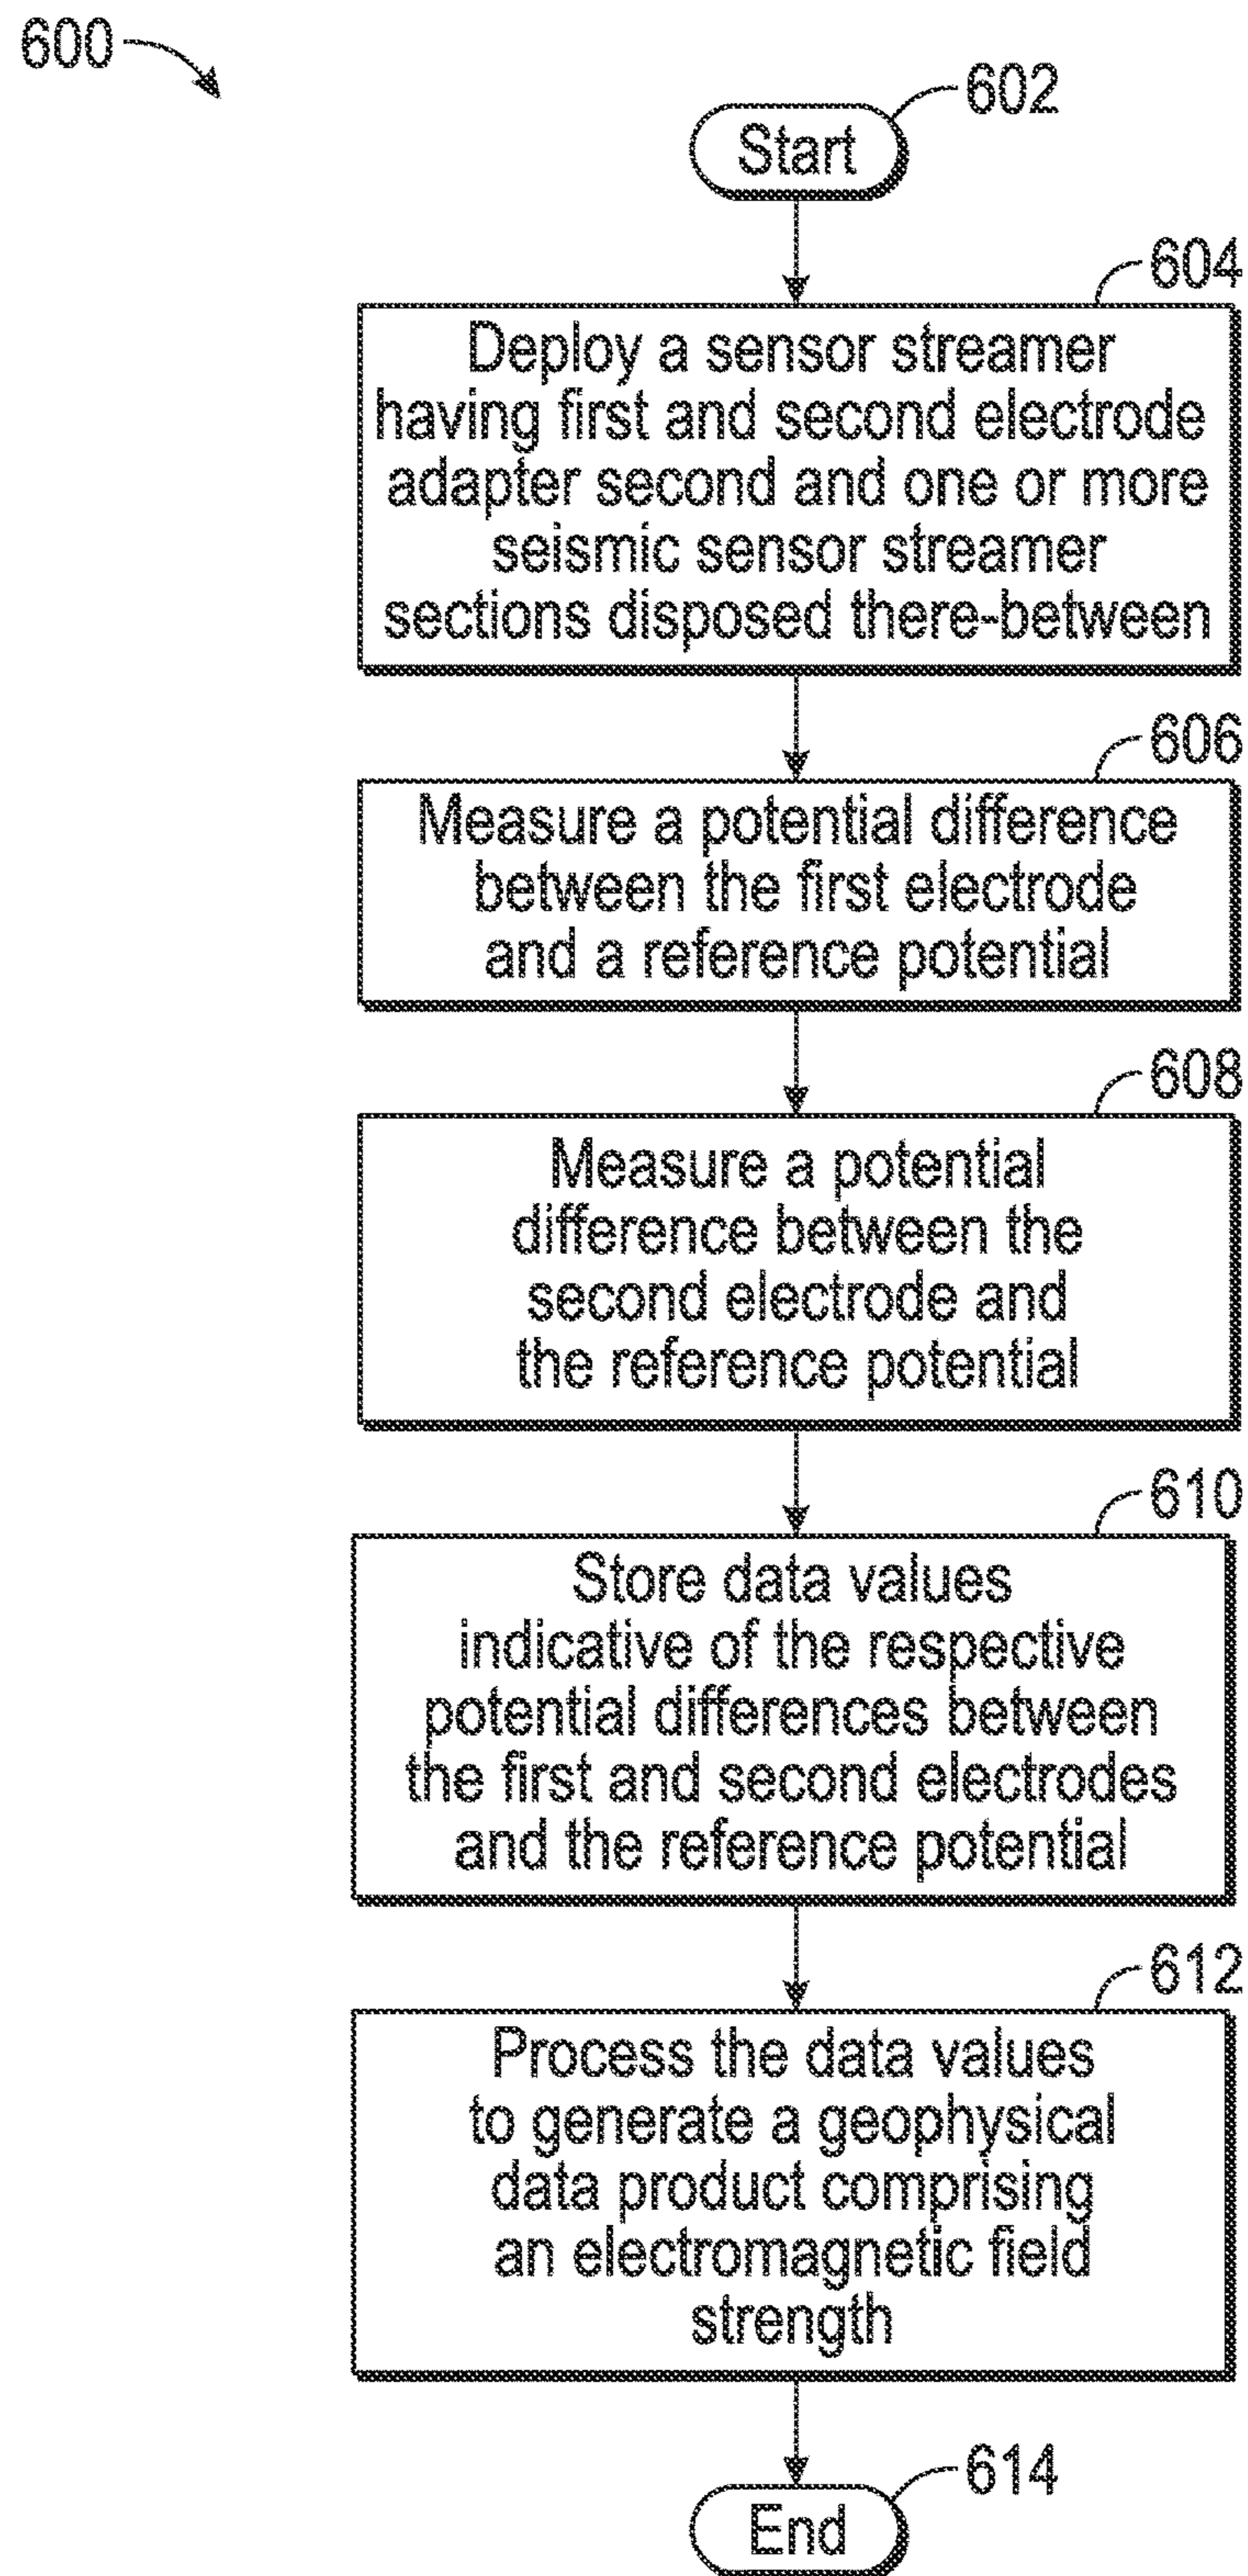 600
602
Start
604
Deploy a sensor streamer
having first and second electrode
adapter second and one or more
seismic sensor streamer
sections disposed there-between
606
Measure a potential difference
between the first electrode
and a reference potential
608
Measure a potential
difference between the
second electrode and
the reference potential
610
Store data values
indicative of the respective
potential differences between
the first and second electrodes
and the reference potential
612
Process the data values
to generate a geophysical
data product comprising
an electromagnetic field
strength
614
End